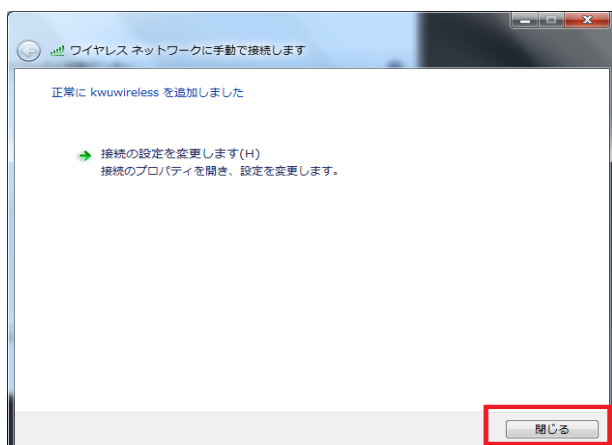 ワイヤレス ネットワークに手動で接続します
正常に kwuwireless を追加しました
接続の設定を変更します(H)
接続のプロパティを開き、設定を変更します。
閉じる